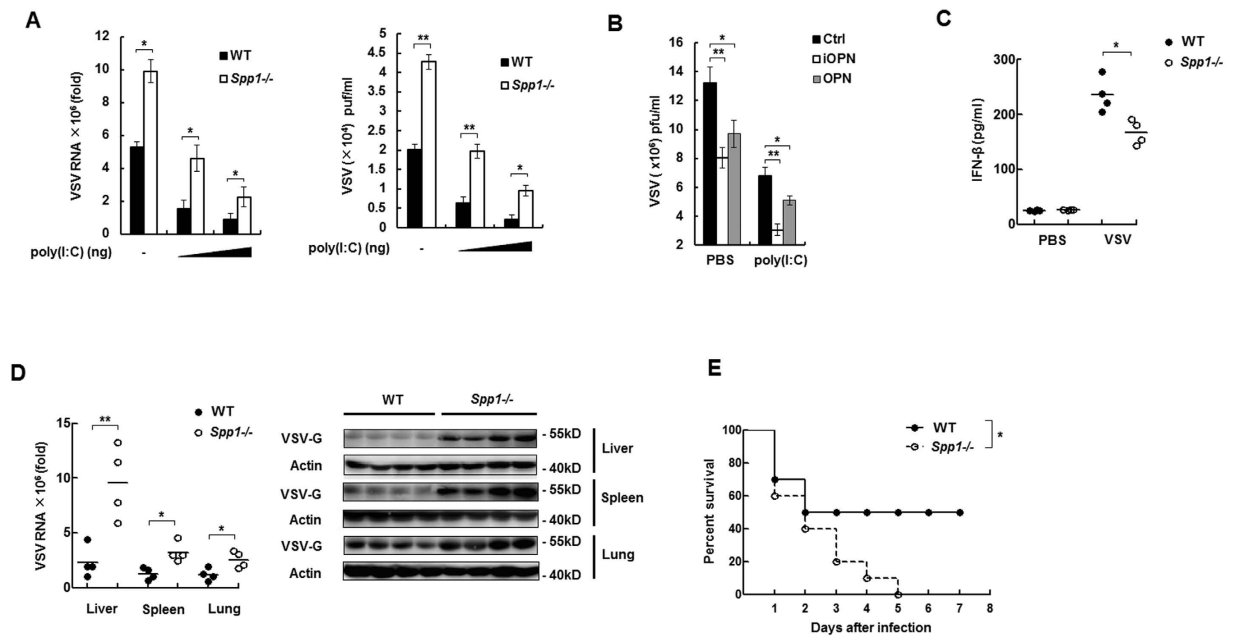 A
VSV RNA ×10⁶ (fold)
12
10
8
6
4
2
0
*
*
*
WT
Spp1-/-
poly(I:C) (ng)
-
VSV (×10⁴) puf/ml
5
4.5
4
3.5
3
2.5
2
1.5
1
0.5
0
**
**
*
WT
Spp1-/-
poly(I:C) (ng)
-
B
VSV ( x10⁶) pfu/ml
16
14
12
10
8
6
4
2
*
**
*
**
Ctrl
iOPN
OPN
PBS poly(I:C)
C
IFN-β (pg/ml)
300
200
100
0
*
WT
Spp1-/-
PBS VSV
D
VSV RNA ×10⁶ (fold)
15
10
5
0
**
*
*
WT
Spp1-/-
Liver Spleen Lung
WT Spp1-/-
VSV-G - 55kD
Actin - 40kD
Liver
VSV-G - 55kD
Actin - 40kD
Spleen
VSV-G - 55kD
Actin - 40kD
Lung
E
Percent survival
100
80
60
40
20
0
WT
Spp1-/-
*
1 2 3 4 5 6 7 8
Days after infection